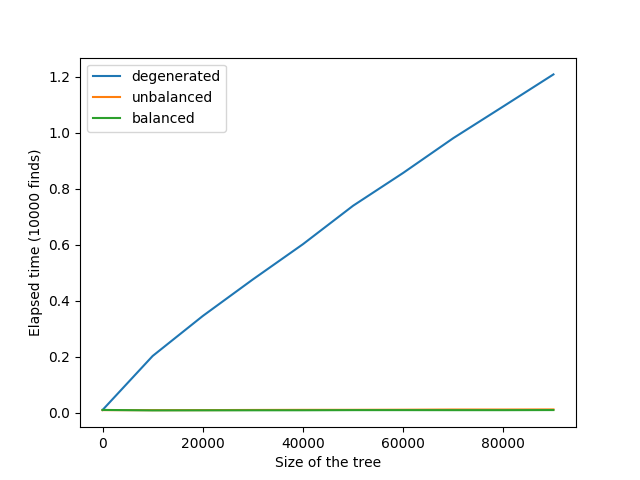 degenerated
unbalanced
balanced
1.2
1.0
0.8
0.6
0.4
0.2
0.0
Elapsed time (10000 finds)
0 20000 40000 60000 80000
Size of the tree